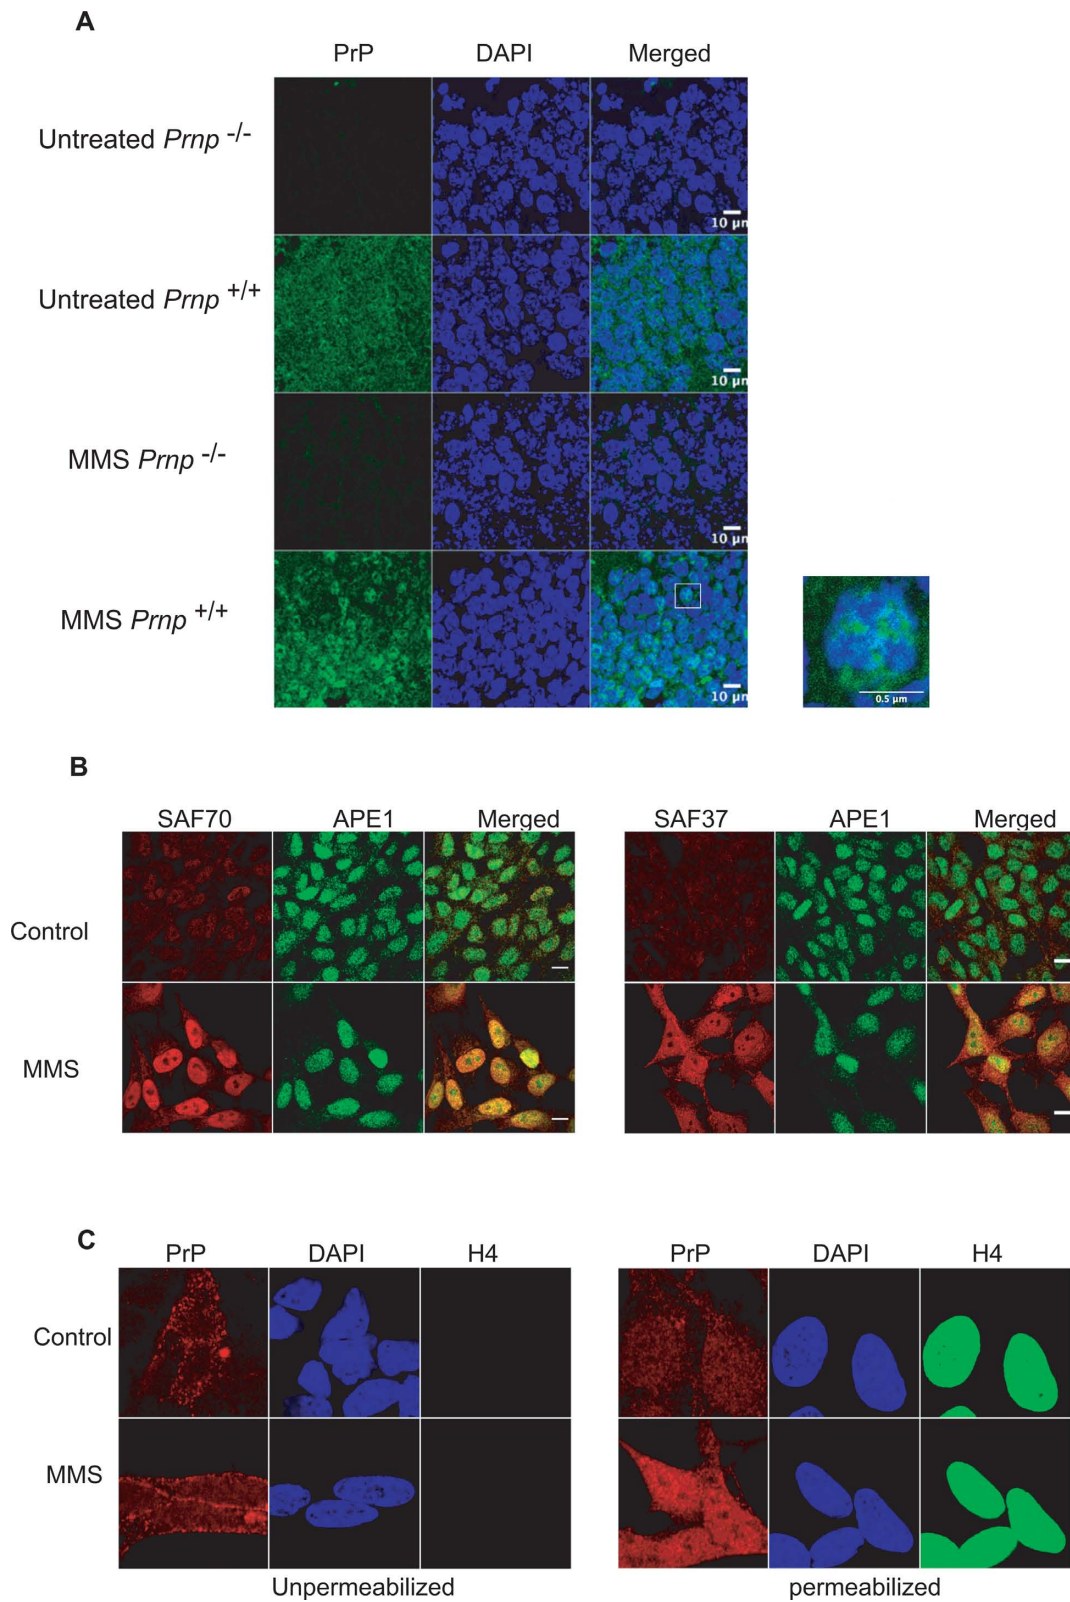 A
PrP DAPI Merged
Untreated Prnp -/-
10 µm
Untreated Prnp +/+
10 µm
MMS Prnp -/-
10 µm
MMS Prnp +/+
10 µm
0.5 µm
B
SAF70 APE1 Merged SAF37 APE1 Merged
Control
MMS
C
PrP DAPI H4 PrP DAPI H4
Control
MMS
Unpermeabilized permeabilized